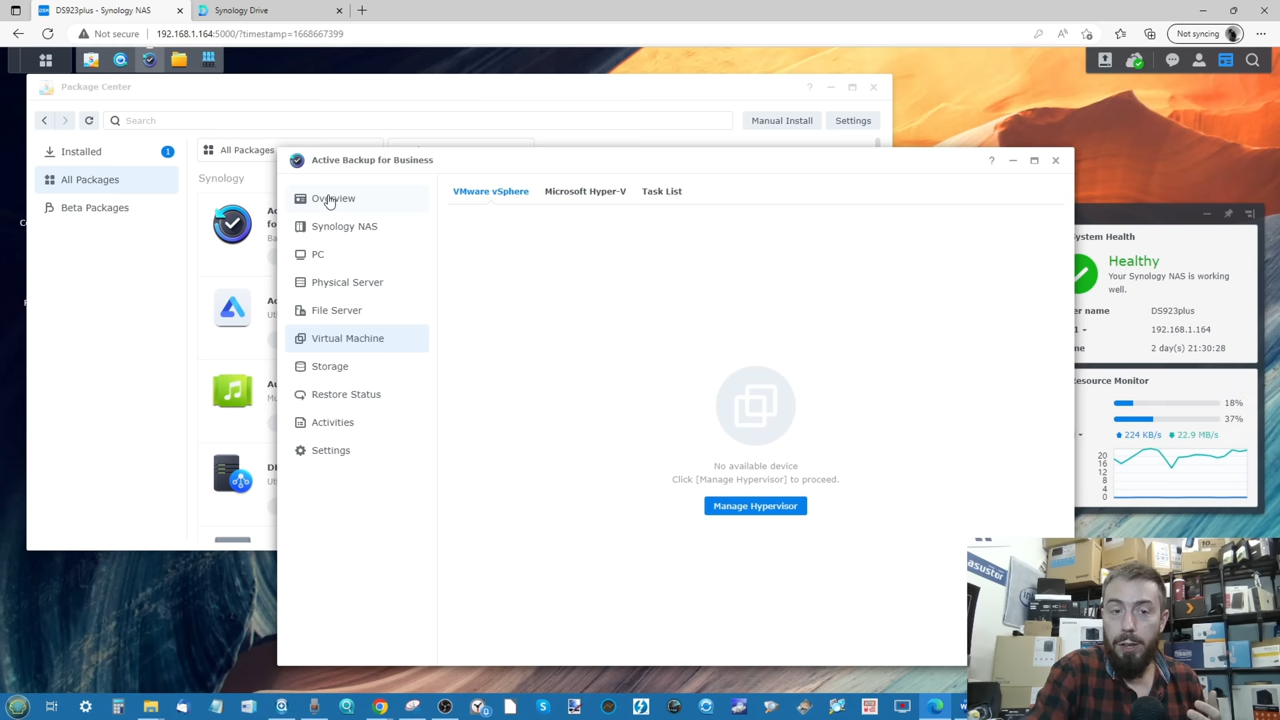 DS923plus - Synology NAS
Synology Drive
Not secure
192.168.1.164:5000/?timestamp=1668667399
Not syncing
Package Center
Search
Manual Install
Settings
Installed
1
All Packages
Beta Packages
All Packages
Synology
Active Backup for Business
Overview
Synology NAS
PC
Physical Server
File Server
Virtual Machine
Storage
Restore Status
Activities
Settings
VMware vSphere
Microsoft Hyper-V
Task List
No available device
Click [Manage Hypervisor] to proceed.
Manage Hypervisor
ystem Health
Healthy
Your Synology NAS is working
well.
er name
DS923plus
192.168.1.164
2 day(s) 21:30:28
esource Monitor
18%
37%
224 KB/s
22.9 MB/s
20
16
12
8
4
0
asustor